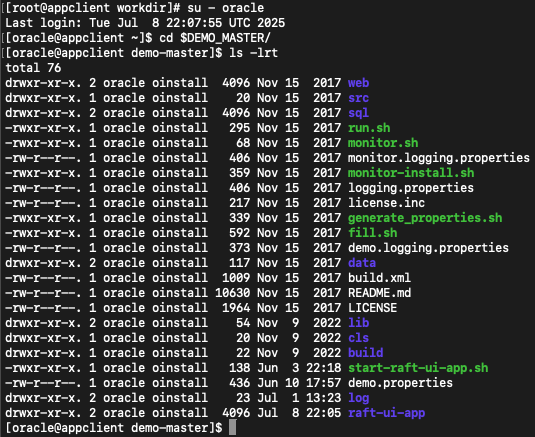 [[root@appclient workdir]# su - oracle
Last login: Tue Jul  8 22:07:55 UTC 2025
[[oracle@appclient ~]$ cd $DEMO_MASTER/
[[oracle@appclient demo-master]$ ls -lrt
total 76
drwxr-xr-x. 2 oracle oinstall  4096 Nov 15  2017 web
drwxr-xr-x. 1 oracle oinstall    20 Nov 15  2017 src
drwxr-xr-x. 2 oracle oinstall  4096 Nov 15  2017 sql
-rwxr-xr-x. 1 oracle oinstall   295 Nov 15  2017 run.sh
-rwxr-xr-x. 1 oracle oinstall    68 Nov 15  2017 monitor.sh
-rw-r--r--. 1 oracle oinstall   406 Nov 15  2017 monitor.logging.properties
-rwxr-xr-x. 1 oracle oinstall   359 Nov 15  2017 monitor-install.sh
-rw-r--r--. 1 oracle oinstall   406 Nov 15  2017 logging.properties
-rw-r--r--. 1 oracle oinstall   217 Nov 15  2017 license.inc
-rwxr-xr-x. 1 oracle oinstall   339 Nov 15  2017 generate_properties.sh
-rwxr-xr-x. 1 oracle oinstall   592 Nov 15  2017 fill.sh
-rw-r--r--. 1 oracle oinstall   373 Nov 15  2017 demo.logging.properties
drwxr-xr-x. 2 oracle oinstall   117 Nov 15  2017 data
-rw-r--r--. 1 oracle oinstall  1009 Nov 15  2017 build.xml
-rw-r--r--. 1 oracle oinstall 10630 Nov 15  2017 README.md
-rw-r--r--. 1 oracle oinstall  1964 Nov 15  2017 LICENSE
drwxr-xr-x. 2 oracle oinstall    54 Nov  9  2022 lib
drwxr-xr-x. 1 oracle oinstall    20 Nov  9  2022 cls
drwxr-xr-x. 1 oracle oinstall    22 Nov  9  2022 build
-rwxr-xr-x. 1 oracle oinstall   138 Jun  3 22:18 start-raft-ui-app.sh
-rw-r--r--. 1 oracle oinstall   436 Jun 10 17:57 demo.properties
drwxr-xr-x. 2 oracle oinstall    23 Jul  1 13:23 log
drwxr-xr-x. 2 oracle oinstall  4096 Jul  8 22:05 raft-ui-app
[oracle@appclient demo-master]$